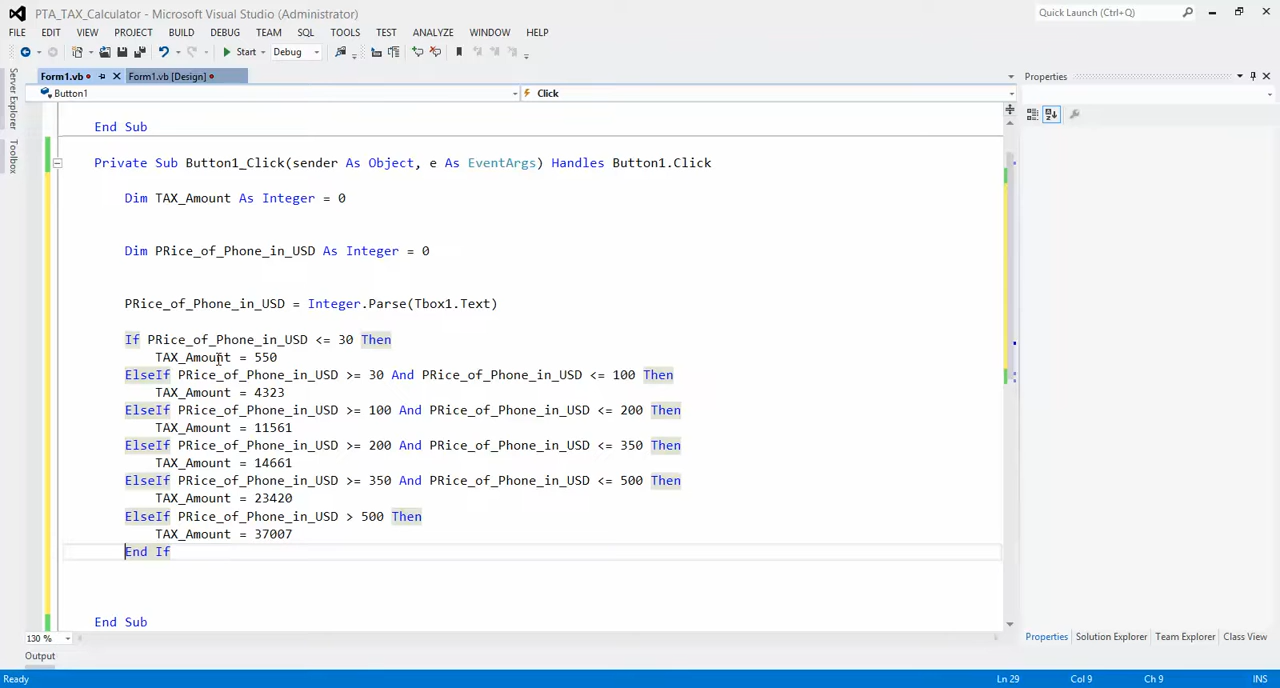 PTA_TAX_Calculator - Microsoft Visual Studio (Administrator)
Quick Launch (Ctrl+Q)
FILE EDIT VIEW PROJECT BUILD DEBUG TEAM SQL TOOLS TEST ANALYZE WINDOW HELP
Start Debug
Server Explorer
Toolbox
Form1.vb Form1.vb [Design]
Properties
Button1 Click
End Sub
Private Sub Button1_Click(sender As Object, e As EventArgs) Handles Button1.Click
Dim TAX_Amount As Integer = 0
Dim PRice_of_Phone_in_USD As Integer = 0
PRice_of_Phone_in_USD = Integer.Parse(Tbox1.Text)
If PRice_of_Phone_in_USD <= 30 Then
TAX_Amount = 550
ElseIf PRice_of_Phone_in_USD >= 30 And PRice_of_Phone_in_USD <= 100 Then
TAX_Amount = 4323
ElseIf PRice_of_Phone_in_USD >= 100 And PRice_of_Phone_in_USD <= 200 Then
TAX_Amount = 11561
ElseIf PRice_of_Phone_in_USD >= 200 And PRice_of_Phone_in_USD <= 350 Then
TAX_Amount = 14661
ElseIf PRice_of_Phone_in_USD >= 350 And PRice_of_Phone_in_USD <= 500 Then
TAX_Amount = 23420
ElseIf PRice_of_Phone_in_USD > 500 Then
TAX_Amount = 37007
End If
End Sub
130 %
Properties Solution Explorer Team Explorer Class View
Output
Ready Ln 29 Col 9 Ch 9 INS